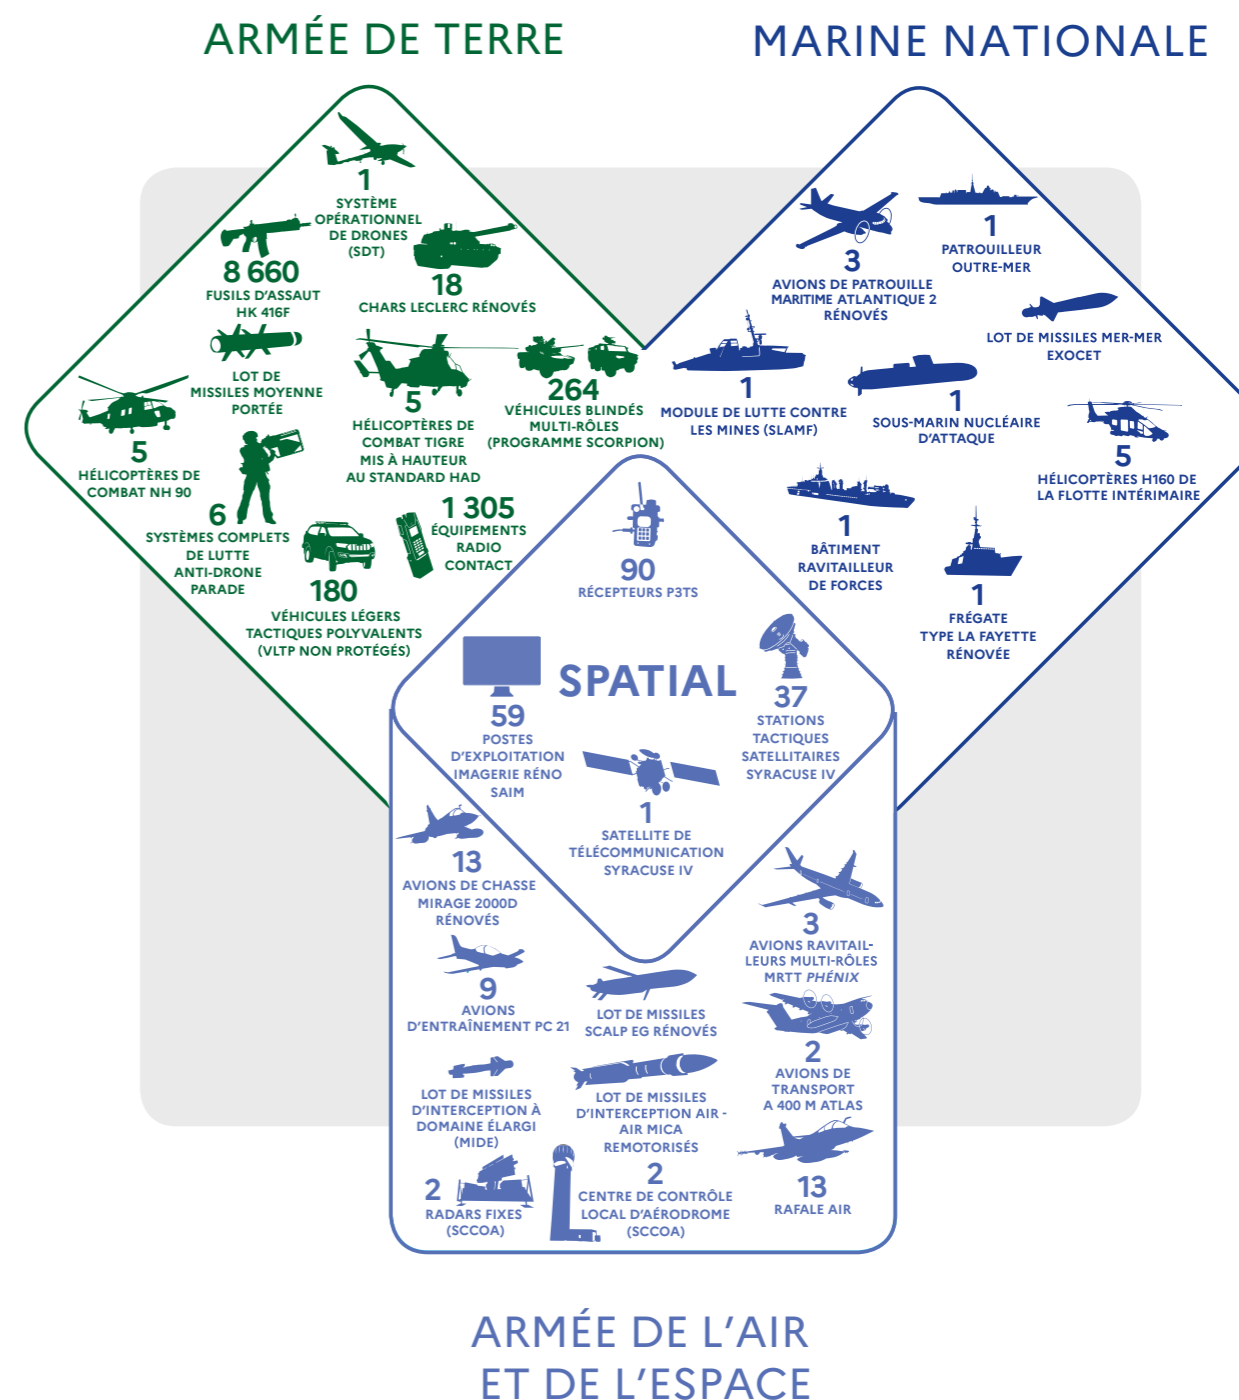 ARMÉE DE TERRE
MARINE NATIONALE
1
SYSTÈME
OPÉRATIONNEL
DE DRONES
(SDT)
8 660
FUSILS D'ASSAUT
HK 416F
18
CHARS LECLERC RÉNOVÉS
LOT DE
MISSILES MOYENNE
PORTÉE
5
HÉLICOPTÈRES DE
COMBAT TIGRE
MIS À HAUTEUR
AU STANDARD HAD
264
VÉHICULES BLINDÉS
MULTI-RÔLES
(PROGRAMME SCORPION)
5
HÉLICOPTÈRES DE
COMBAT NH 90
6
SYSTÈMES COMPLETS
DE LUTTE
ANTI-DRONE
PARADE
180
VÉHICULES LÉGERS
TACTIQUES POLYVALENTS
(VLTP NON PROTÉGÉS)
1 305
ÉQUIPEMENTS
RADIO
CONTACT
3
AVIONS DE PATROUILLE
MARITIME ATLANTIQUE 2
RÉNOVÉS
1
PATROUILLEUR
OUTRE-MER
LOT DE MISSILES MER-MER
EXOCET
1
MODULE DE LUTTE CONTRE
LES MINES (SLAMF)
1
SOUS-MARIN NUCLÉAIRE
D'ATTAQUE
5
HÉLICOPTÈRES H160 DE
LA FLOTTE INTÉRIMAIRE
1
BÂTIMENT
RAVITAILLEUR
DE FORCES
1
FRÉGATE
TYPE LA FAYETTE
RÉNOVÉE
90
RÉCEPTEURS P3TS
SPATIAL
59
POSTES
D'EXPLOITATION
IMAGERIE RÉNO
SAIM
37
STATIONS
TACTIQUES
SATELLITAIRES
SYRACUSE IV
1
SATELLITE DE
TÉLÉCOMMUNICATION
SYRACUSE IV
13
AVIONS DE CHASSE
MIRAGE 2000D
RÉNOVÉS
3
AVIONS RAVITAIL-
LEURS MULTI-RÔLES
MRTT PHÉNIX
9
AVIONS
D'ENTRAÎNEMENT PC 21
LOT DE MISSILES
SCALP EG RÉNOVÉS
2
AVIONS DE
TRANSPORT
A 400 M ATLAS
LOT DE MISSILES
D'INTERCEPTION À
DOMAINE ÉLARGI
(MIDE)
LOT DE MISSILES
D'INTERCEPTION AIR -
AIR MICA
REMOTORISÉS
13
RAFALE AIR
2
RADARS FIXES
(SCCOA)
2
CENTRE DE CONTRÔLE
LOCAL D'AÉRODROME
(SCCOA)
ARMÉE DE L'AIR
ET DE L'ESPACE